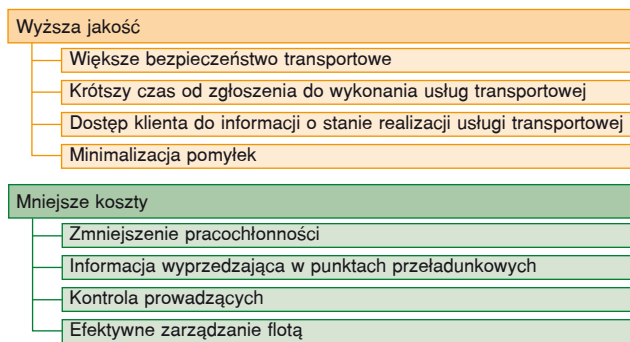 Wyższa jakość
Większe bezpieczeństwo transportowe
Krótszy czas od zgłoszenia do wykonania usług transportowej
Dostęp klienta do informacji o stanie realizacji usługi transportowej
Minimalizacja pomyłek
Mniejsze koszty
Zmniejszenie pracochłonności
Informacja wyprzedzająca w punktach przeładunkowych
Kontrola prowadzących
Efektywne zarządzanie flotą